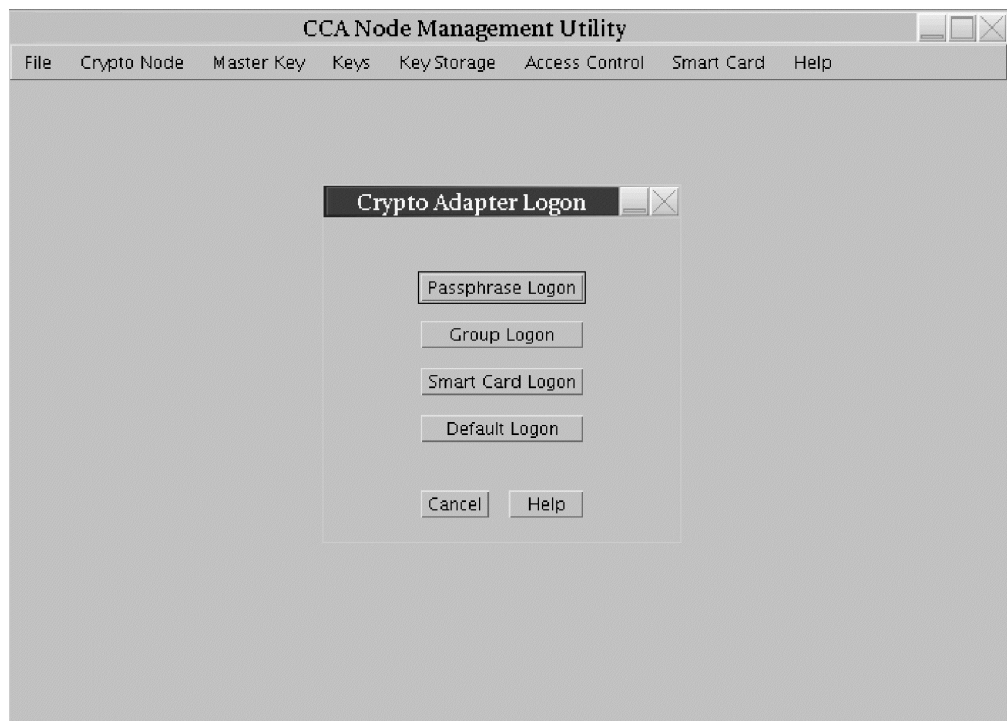 CCA Node Management Utility
File Crypto Node Master Key Keys Key Storage Access Control Smart Card Help
Crypto Adapter Logon
Passphrase Logon
Group Logon
Smart Card Logon
Default Logon
Cancel Help